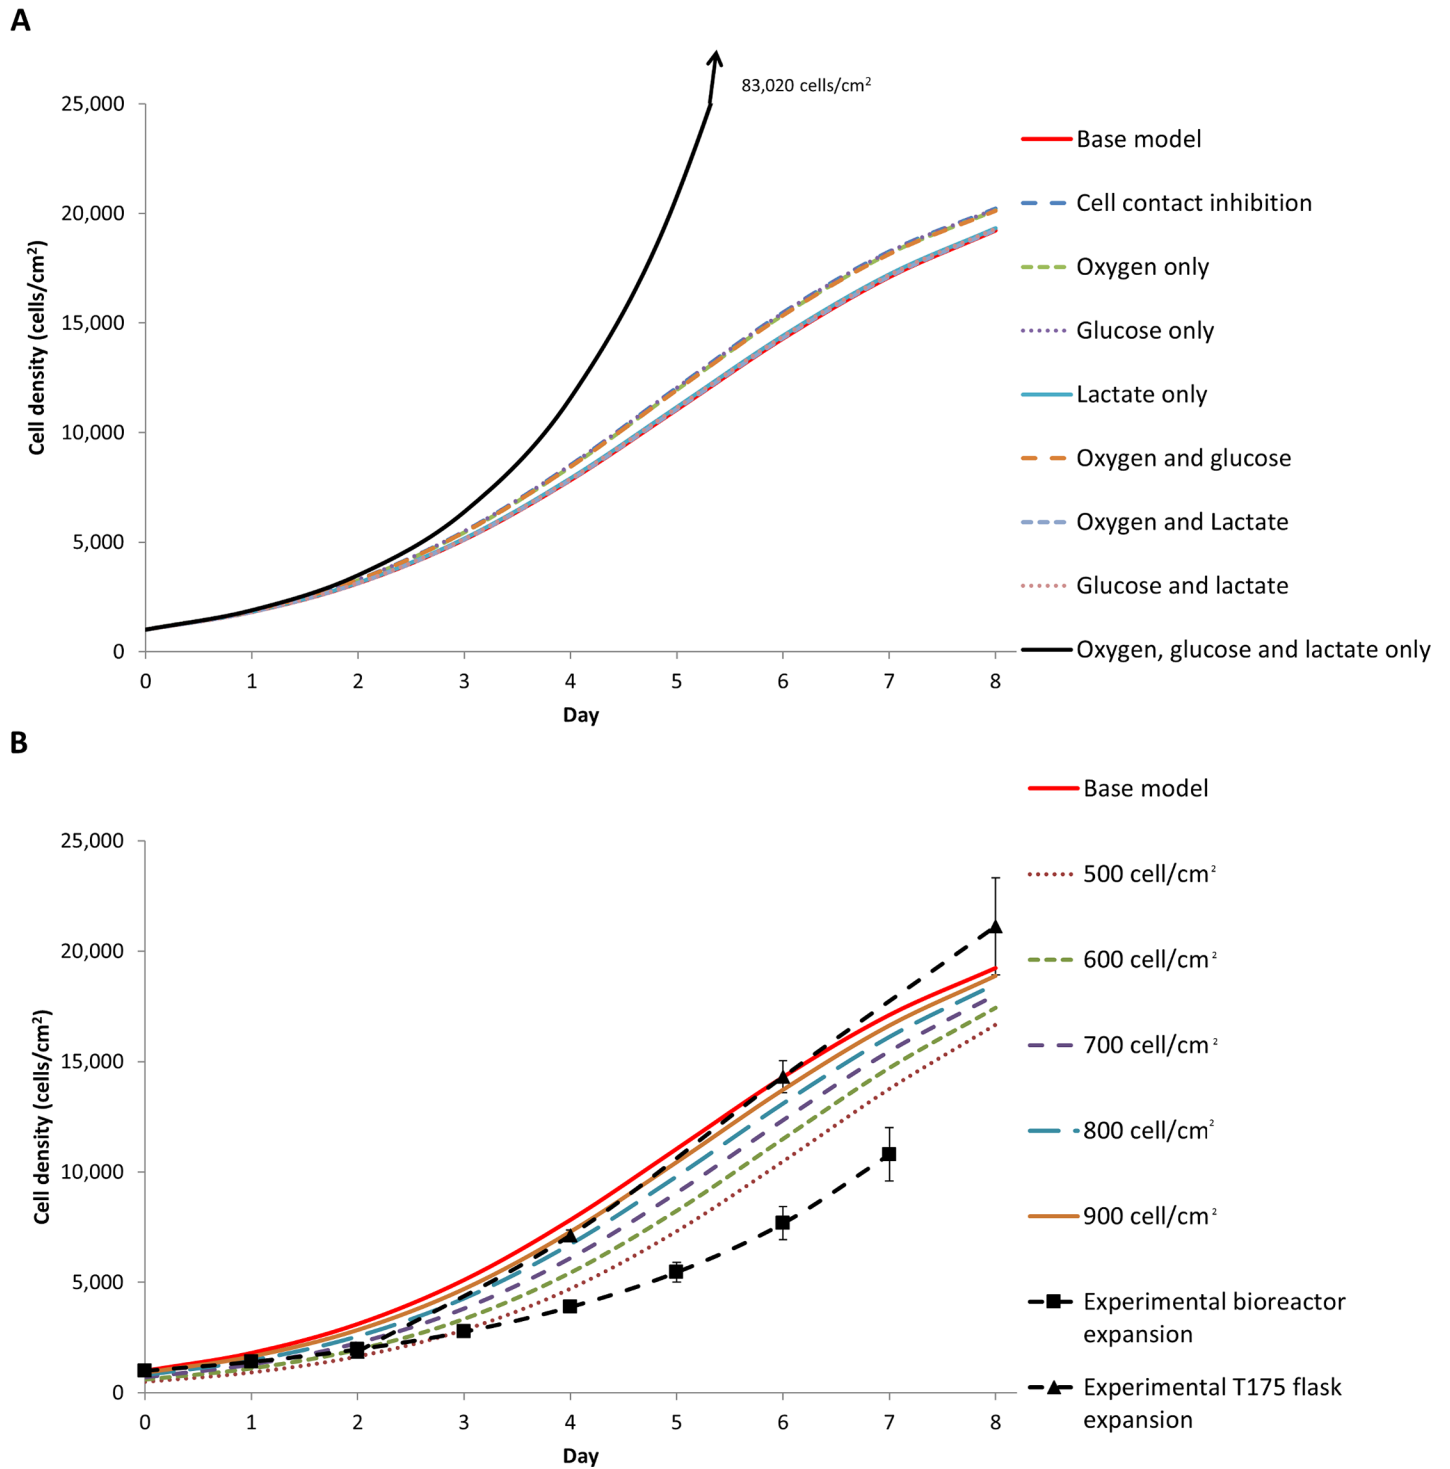 A
83,020 cells/cm²
25,000
20,000
15,000
10,000
5,000
0
Cell density (cells/cm²)
0 1 2 3 4 5 6 7 8
Day
Base model
Cell contact inhibition
Oxygen only
Glucose only
Lactate only
Oxygen and glucose
Oxygen and Lactate
Glucose and lactate
Oxygen, glucose and lactate only
B
25,000
20,000
15,000
10,000
5,000
0
Cell density (cells/cm²)
0 1 2 3 4 5 6 7 8
Day
Base model
500 cell/cm²
600 cell/cm²
700 cell/cm²
800 cell/cm²
900 cell/cm²
Experimental bioreactor
expansion
Experimental T175 flask
expansion